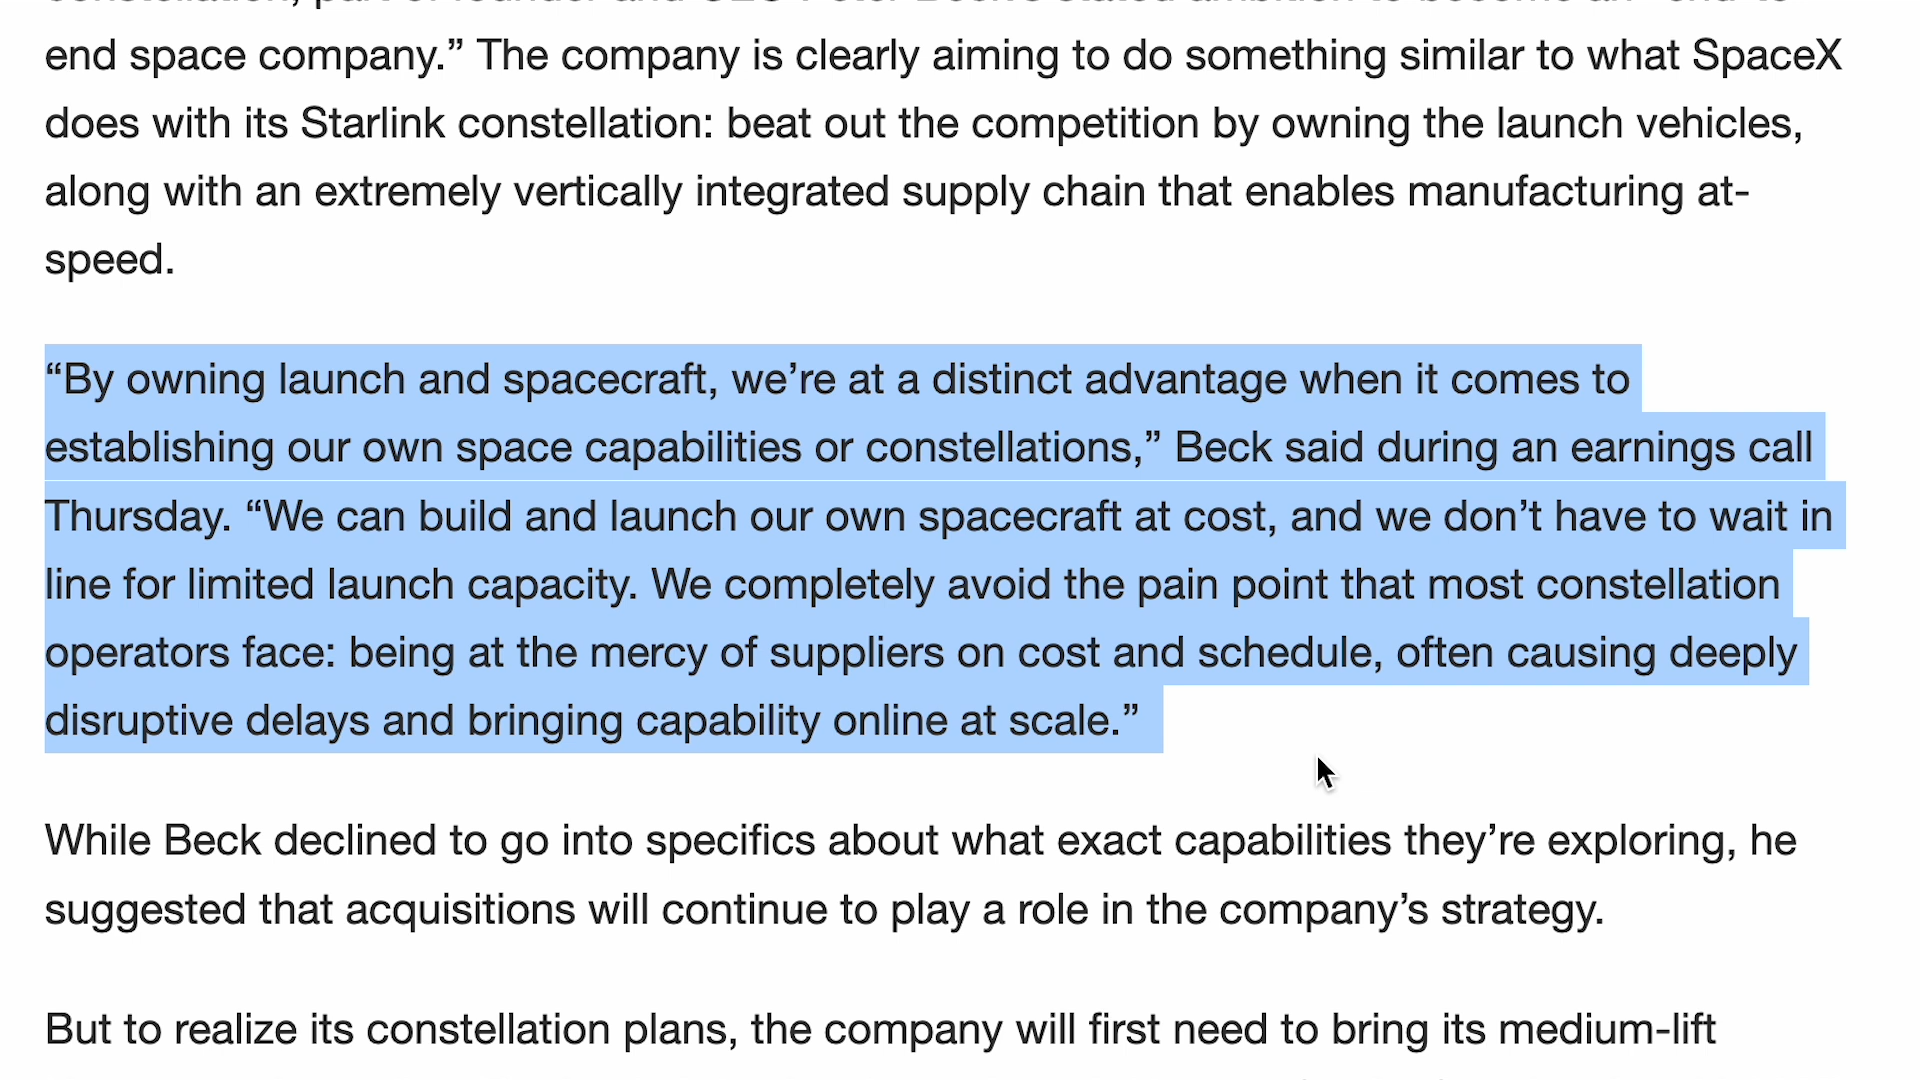 end space company.” The company is clearly aiming to do something similar to what SpaceX
does with its Starlink constellation: beat out the competition by owning the launch vehicles,
along with an extremely vertically integrated supply chain that enables manufacturing at-
speed.
“By owning launch and spacecraft, we’re at a distinct advantage when it comes to
establishing our own space capabilities or constellations,” Beck said during an earnings call
Thursday. “We can build and launch our own spacecraft at cost, and we don’t have to wait in
line for limited launch capacity. We completely avoid the pain point that most constellation
operators face: being at the mercy of suppliers on cost and schedule, often causing deeply
disruptive delays and bringing capability online at scale.”
While Beck declined to go into specifics about what exact capabilities they’re exploring, he
suggested that acquisitions will continue to play a role in the company’s strategy.
But to realize its constellation plans, the company will first need to bring its medium-lift